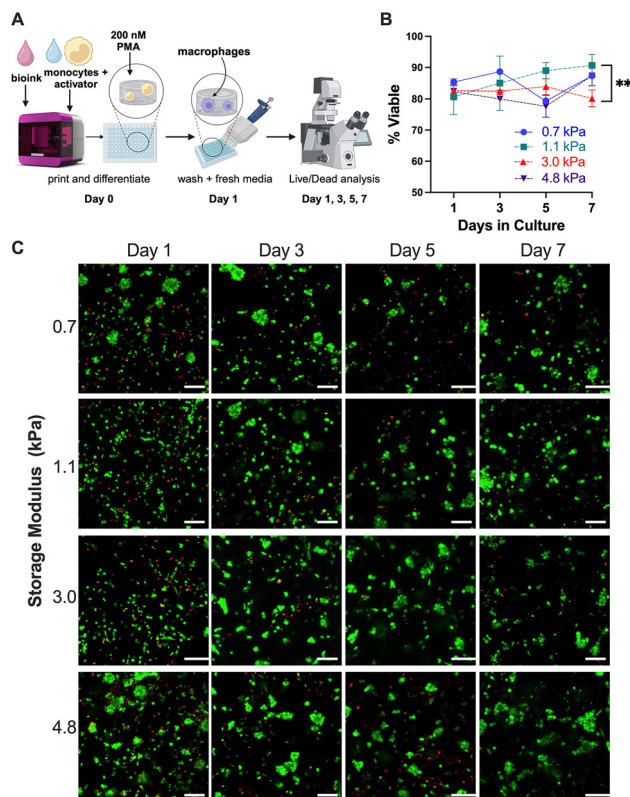 A
200 nM
PMA
bioink
monocytes +
activator
macrophages
print and differentiate
wash + fresh media
Live/Dead analysis
Day 0
Day 1
Day 1, 3, 5, 7
B
100
90
80
70
60
50
% Viable
1
3
5
7
Days in Culture
**
0.7 kPa
1.1 kPa
3.0 kPa
4.8 kPa
C
Day 1
Day 3
Day 5
Day 7
Storage Modulus (kPa)
0.7
1.1
3.0
4.8